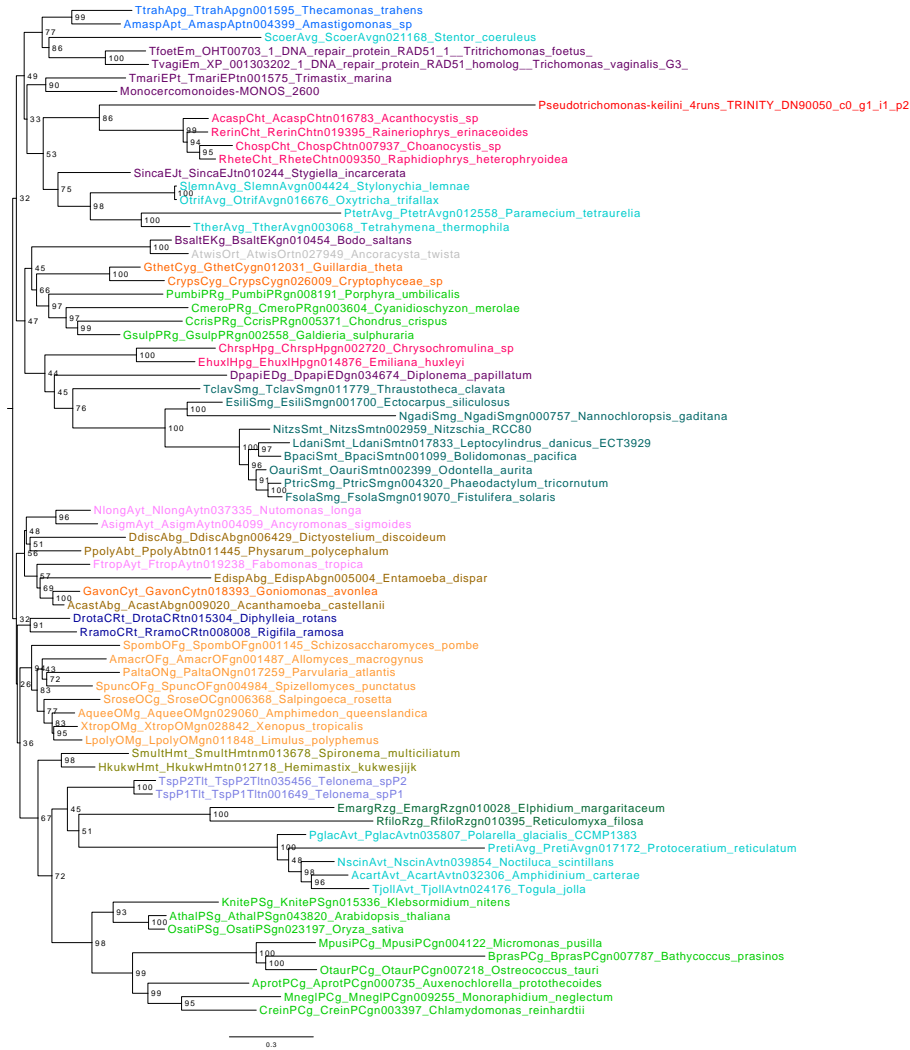 TtrahApg_TtrahApgn001595_Thecamonas_trahens
99
AmaspApt_AmaspAptn004399_Amastigomonas_sp
77
ScoerAvg_ScoerAvgn021168_Stentor_coeruleus
86
TfoetEm_OHT00703_1_DNA_repair_protein_RAD51_1__Tritrichomonas_foetus_
100
TvagiEm_XP_001303202_1_DNA_repair_protein_RAD51_homolog__Trichomonas_vaginalis_G3_
49
TmariEPt_TmariEPtn001575_Trimastix_marina
90
Monocercomonoides-MONOS_2600
Pseudotrichomonas-keilini_4runs_TRINITY_DN90050_c0_g1_i1_p2
33
86
AcaspCht_AcaspChtn016783_Acanthocystis_sp
99
RerinCht_RerinChtn019395_Raineriophrys_erinaceoides
94
ChospCht_ChospChtn007937_Choanocystis_sp
95
RheteCht_RheteChtn009350_Raphidiophrys_heterophryoidea
53
SincaEJt_SincaEJtn010244_Stygiella_incarcerata
75
SlemnAvg_SlemnAvgn004424_Stylonychia_lemnae
100
OtrifAvg_OtrifAvgn016676_Oxytricha_trifallax
32
98
PtetrAvg_PtetrAvgn012558_Paramecium_tetraurelia
100
TtherAvg_TtherAvgn003068_Tetrahymena_thermophila
BsaltEKg_BsaltEKgn010454_Bodo_saltans
100
AtwisOrt_AtwisOrtn027949_Ancoracysta_twista
45
GthetCyg_GthetCygn012031_Guillardia_theta
100
CrypsCyg_CrypsCygn026009_Cryptophyceae_sp
66
PumbiPRg_PumbiPRgn008191_Porphyra_umbilicalis
97
CmeroPRg_CmeroPRgn003604_Cyanidioschyzon_merolae
97
CcrisPRg_CcrisPRgn005371_Chondrus_crispus
99
GsulpPRg_GsulpPRgn002558_Galdieria_sulphuraria
47
ChrspHpg_ChrspHpgn002720_Chrysochromulina_sp
100
EhuxlHpg_EhuxlHpgn014876_Emiliana_huxleyi
44
DpapiEDg_DpapiEDgn034674_Diplonema_papillatum
45
TclavSmg_TclavSmgn011779_Thraustotheca_clavata
76
EsiliSmg_EsiliSmgn001700_Ectocarpus_siliculosus
100
NgadiSmg_NgadiSmgn000757_Nannochloropsis_gaditana
NitzsSmt_NitzsSmtn002959_Nitzschia_RCC80
100
LdaniSmt_LdaniSmtn017833_Leptocylindrus_danicus_ECT3929
97
BpaciSmt_BpaciSmtn001099_Bolidomonas_pacifica
96
OauriSmt_OauriSmtn002399_Odontella_aurita
91
PtricSmg_PtricSmgn004320_Phaeodactylum_tricornutum
100
FsolaSmg_FsolaSmgn019070_Fistulifera_solaris
NlongAyt_NlongAytn037335_Nutomonas_longa
96
AsigmAyt_AsigmAytn004099_Ancyromonas_sigmoides
48
DdiscAbg_DdiscAbgn006429_Dictyostelium_discoideum
51
PpolyAbt_PpolyAbtn011445_Physarum_polycephalum
56
FtropAyt_FtropAytn019238_Fabomonas_tropica
57
EdispAbg_EdispAbgn005004_Entamoeba_dispar
69
GavonCyt_GavonCytn018393_Goniomonas_avonlea
100
AcastAbg_AcastAbgn009020_Acanthamoeba_castellanii
32
DrotaCRt_DrotaCRtn015304_Diphylleia_rotans
91
RramoCRt_RramoCRtn008008_Rigifila_ramosa
SpombOFg_SpombOFgn001145_Schizosaccharomyces_pombe
AmacrOFg_AmacrOFgn001487_Allomyces_macrogynus
94
43
PaltaONg_PaltaONgn017259_Parvularia_atlantis
72
26
SpuncOFg_SpuncOFgn004984_Spizellomyces_punctatus
83
SroseOCg_SroseOCgn006368_Salpingoeca_rosetta
77
AqueeOMg_AqueeOMgn029060_Amphimedon_queenslandica
83
XtropOMg_XtropOMgn028842_Xenopus_tropicalis
95
LpolyOMg_LpolyOMgn011848_Limulus_polyphemus
36
SmultHmt_SmultHmtnm013678_Spironema_multiciliatum
98
HkukwHmt_HkukwHmtn012718_Hemimastix_kukwesjijk
TspP2Tlt_TspP2Tltn035456_Telonema_spP2
100
TspP1Tlt_TspP1Tltn001649_Telonema_spP1
45
EmargRzg_EmargRzgn010028_Elphidium_margaritaceum
67
RfiloRzg_RfiloRzgn010395_Reticulomyxa_filosa
51
PglacAvt_PglacAvtn035807_Polarella_glacialis_CCMP1383
100
PretiAvg_PretiAvgn017172_Protoceratium_reticulatum
48
NscinAvt_NscinAvtn039854_Noctiluca_scintillans
98
AcartAvt_AcartAvtn032306_Amphidinium_carterae
96
TjollAvt_TjollAvtn024176_Togula_jolla
72
KnitePSg_KnitePSgn015336_Klebsormidium_nitens
93
AthalPSg_AthalPSgn043820_Arabidopsis_thaliana
100
OsatiPSg_OsatiPSgn023197_Oryza_sativa
98
MpusiPCg_MpusiPCgn004122_Micromonas_pusilla
100
BprasPCg_BprasPCgn007787_Bathycoccus_prasinos
100
OtaurPCg_OtaurPCgn007218_Ostreococcus_tauri
99
AprotPCg_AprotPCgn000735_Auxenochlorella_protothecoides
99
MneglPCg_MneglPCgn009255_Monoraphidium_neglectum
95
CreinPCg_CreinPCgn003397_Chlamydomonas_reinhardtii
0.3